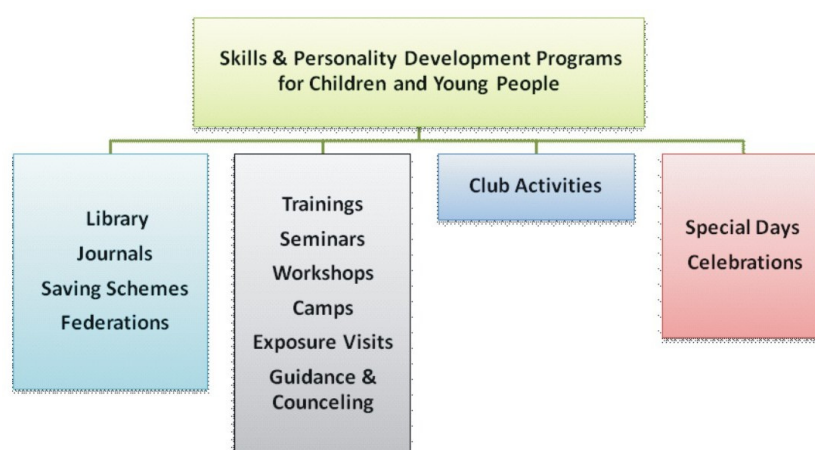 Skills & Personality Development Programs
for Children and Young People
Library
Journals
Saving Schemes
Federations
Trainings
Seminars
Workshops
Camps
Exposure Visits
Guidance &
Counceling
Club Activities
Special Days
Celebrations